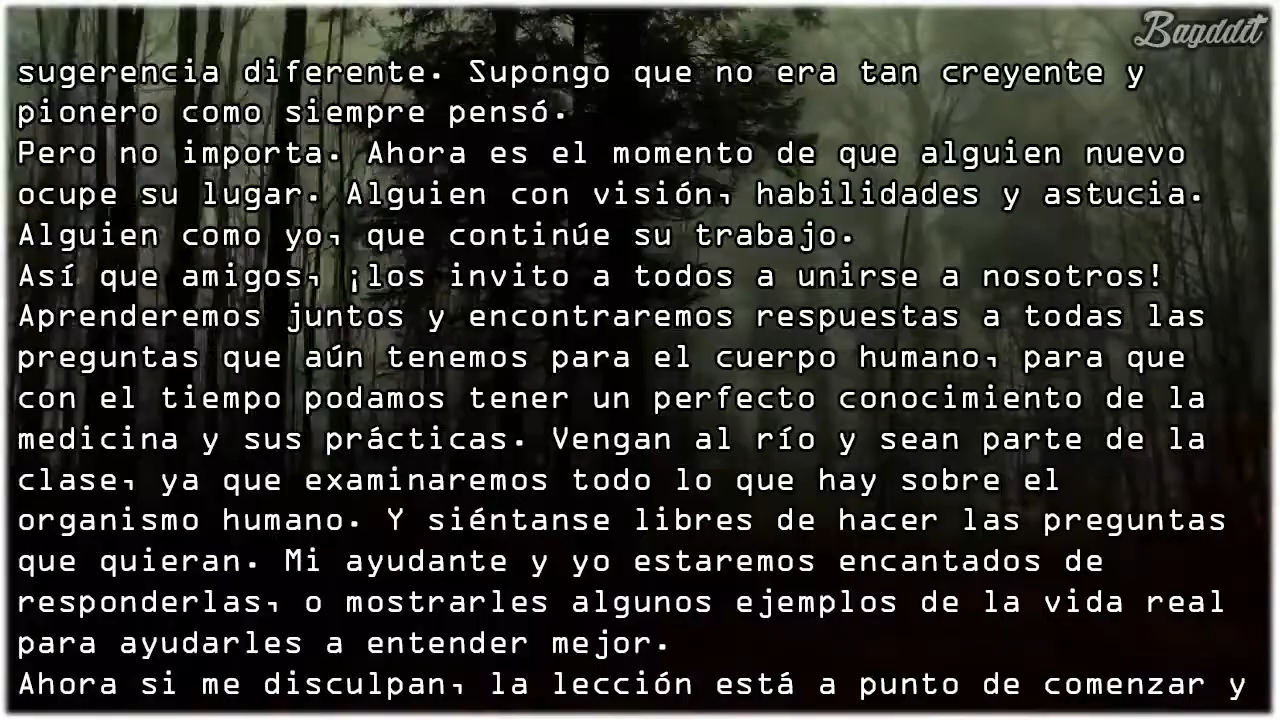 Bagddit
sugerencia diferente. Supongo que no era tan creyente y
pionero como siempre pensó.
Pero no importa. Ahora es el momento de que alguien nuevo
ocupe su lugar. Alguien con visión, habilidades y astucia.
Alguien como yo, que continúe su trabajo.
Así que amigos, ¡los invito a todos a unirse a nosotros!
Aprenderemos juntos y encontraremos respuestas a todas las
preguntas que aún tenemos para el cuerpo humano, para que
con el tiempo podamos tener un perfecto conocimiento de la
medicina y sus prácticas. Vengan al río y sean parte de la
clase, ya que examinaremos todo lo que hay sobre el
organismo humano. Y siéntanse libres de hacer las preguntas
que quieran. Mi ayudante y yo estaremos encantados de
responderlas, o mostrarles algunos ejemplos de la vida real
para ayudarles a entender mejor.
Ahora si me disculpan, la lección está a punto de comenzar y